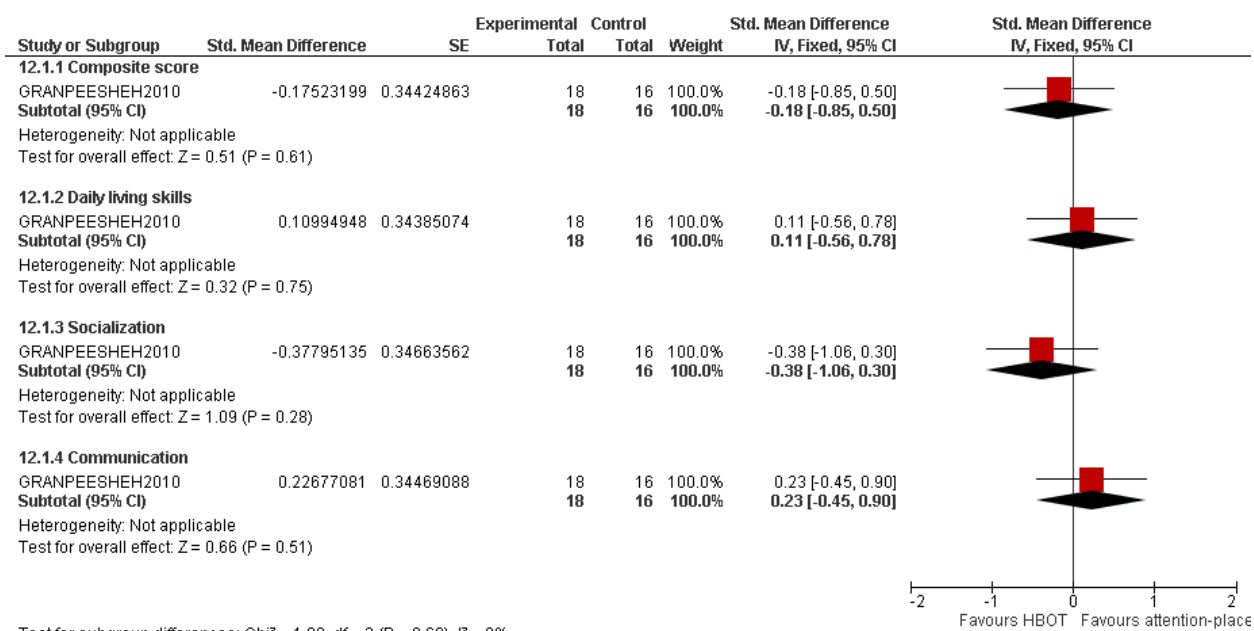 Experimental Control Std. Mean Difference Std. Mean Difference
Study or Subgroup Std. Mean Difference SE Total Total Weight IV, Fixed, 95% CI IV, Fixed, 95% CI
12.1.1 Composite score
GRANPEESHEH2010 -0.17523199 0.34424863 18 16 100.0% -0.18 [-0.85, 0.50]
Subtotal (95% CI) 18 16 100.0% -0.18 [-0.85, 0.50]
Heterogeneity: Not applicable
Test for overall effect: Z = 0.51 (P = 0.61)
12.1.2 Daily living skills
GRANPEESHEH2010 0.10994948 0.34385074 18 16 100.0% 0.11 [-0.56, 0.78]
Subtotal (95% CI) 18 16 100.0% 0.11 [-0.56, 0.78]
Heterogeneity: Not applicable
Test for overall effect: Z = 0.32 (P = 0.75)
12.1.3 Socialization
GRANPEESHEH2010 -0.37795135 0.34663562 18 16 100.0% -0.38 [-1.06, 0.30]
Subtotal (95% CI) 18 16 100.0% -0.38 [-1.06, 0.30]
Heterogeneity: Not applicable
Test for overall effect: Z = 1.09 (P = 0.28)
12.1.4 Communication
GRANPEESHEH2010 0.22677081 0.34469088 18 16 100.0% 0.23 [-0.45, 0.90]
Subtotal (95% CI) 18 16 100.0% 0.23 [-0.45, 0.90]
Heterogeneity: Not applicable
Test for overall effect: Z = 0.66 (P = 0.51)
-2 -1 0 1 2
Favours HBOT Favours attention-place
Test for subgroup differences: